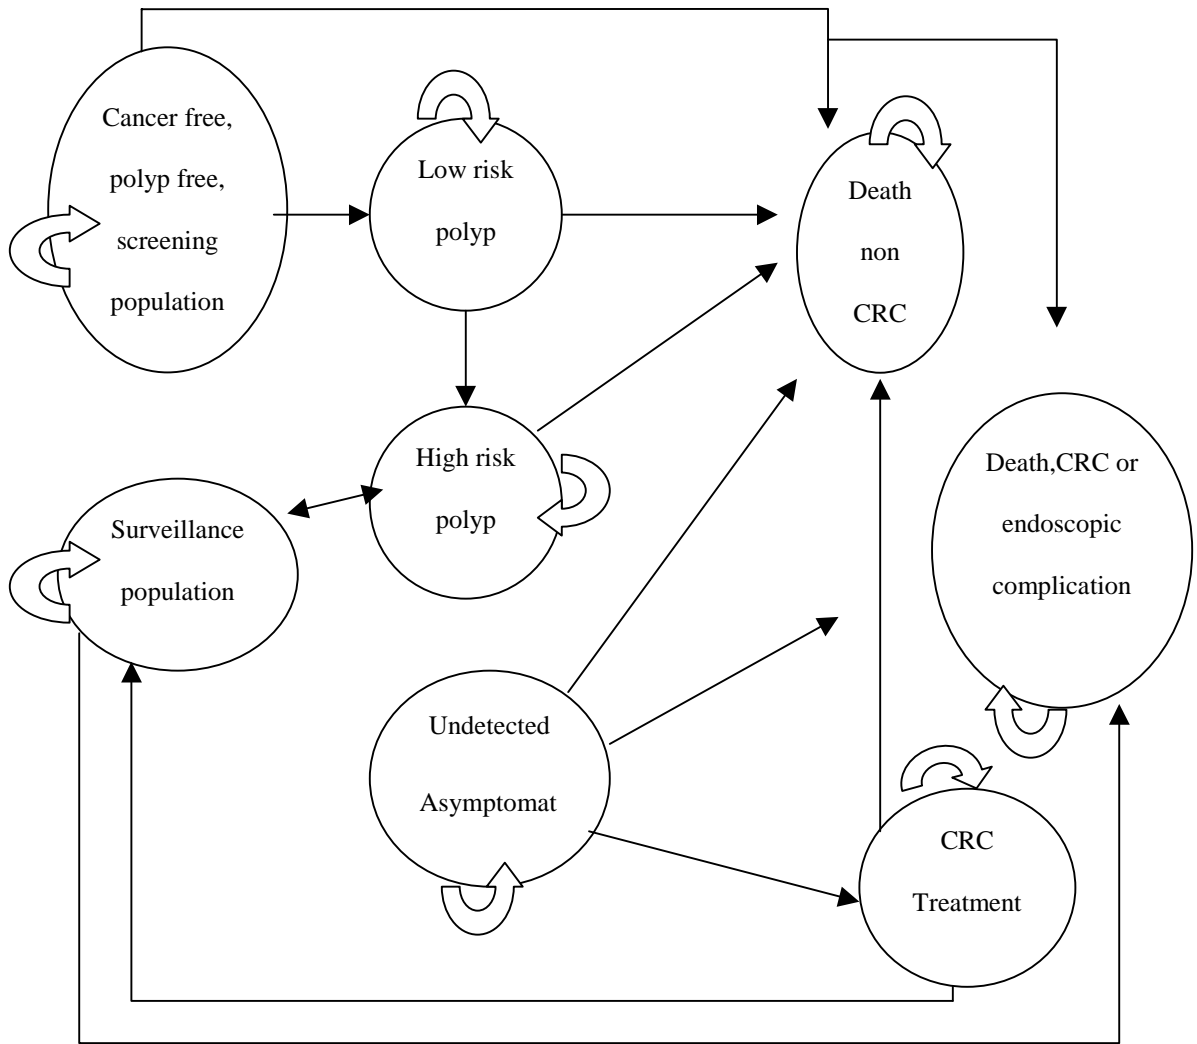 Cancer free,
polyp free,
screening
population
Low risk
polyp
Death
non
CRC
High risk
polyp
Death,CRC or
endoscopic
complication
Surveillance
population
Undetected
Asymptomat
CRC
Treatment